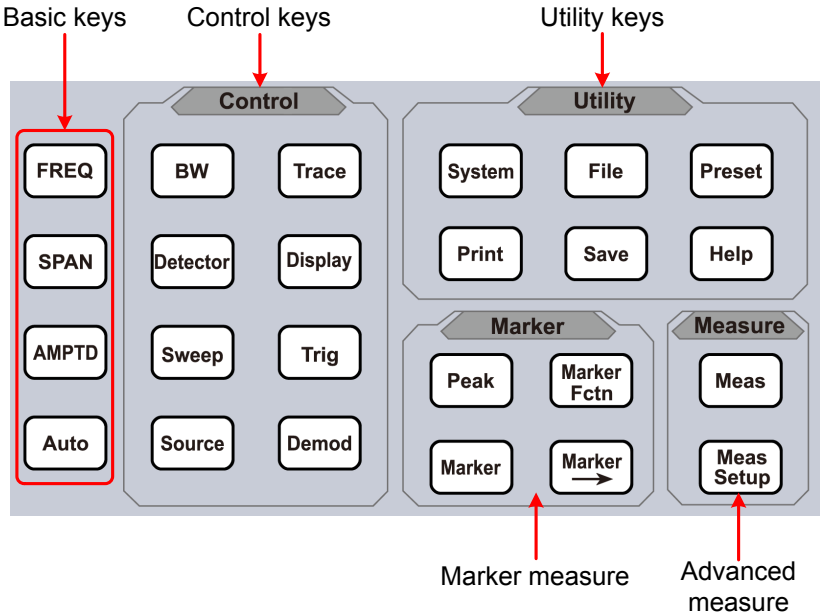 Basic keys
Control keys
Utility keys
Control
Utility
FREQ
BW
Trace
System
File
Preset
SPAN
Detector
Display
Print
Save
Help
Marker
Measure
AMPTD
Sweep
Trig
Peak
Marker
Fctn
Meas
Auto
Source
Demod
Marker
Marker
Meas
Setup
Marker measure
Advanced
measure